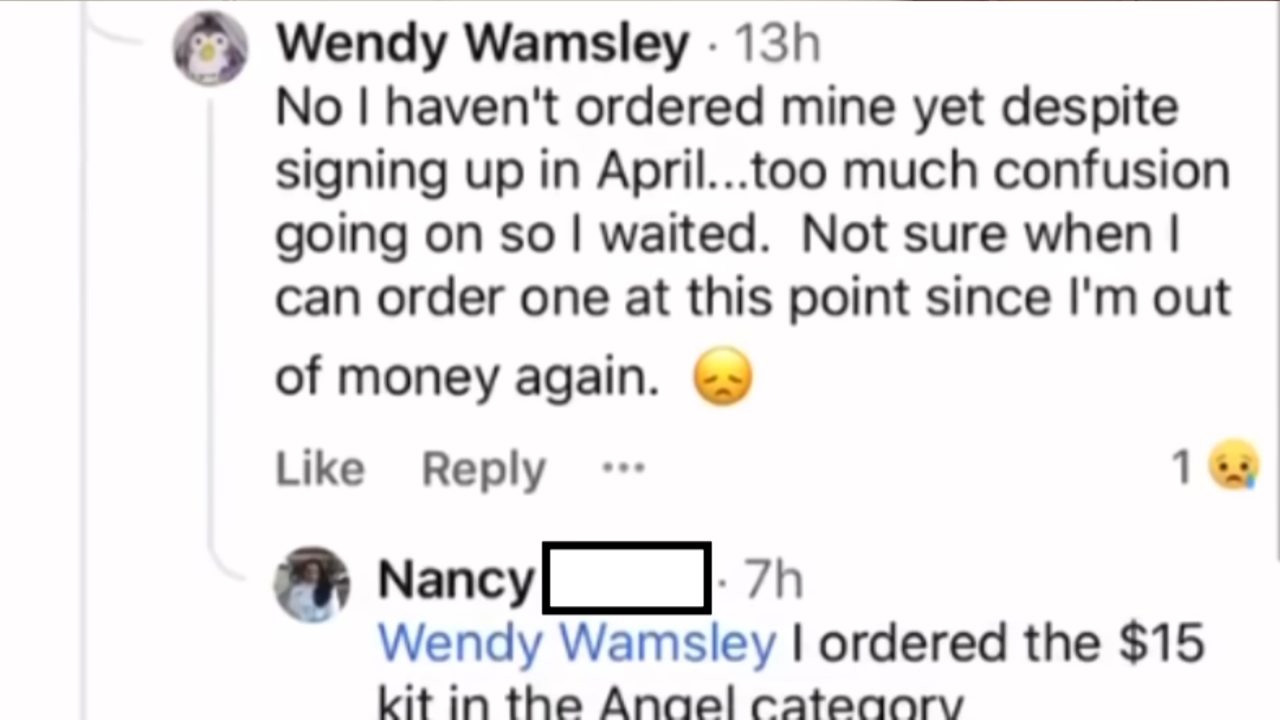 Wendy Wamsley · 13h
No I haven't ordered mine yet despite
signing up in April...too much confusion
going on so I waited.  Not sure when I
can order one at this point since I'm out
of money again. 😞
Like Reply ··· 1 😢
Nancy · 7h
Wendy Wamsley I ordered the $15
kit in the Angel category